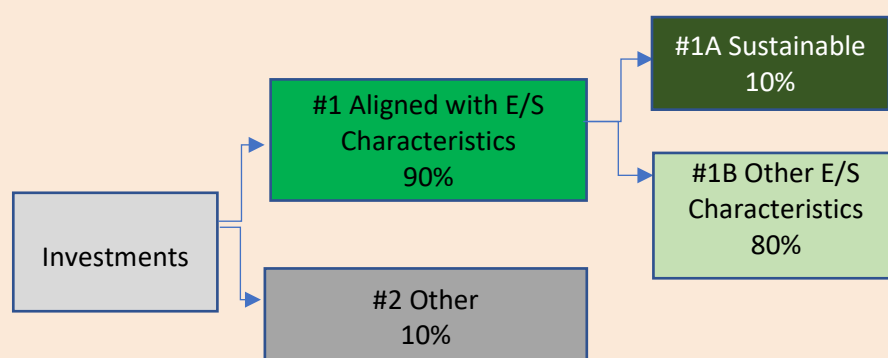 #1A Sustainable
10%
#1 Aligned with E/S
Characteristics
90%
#1B Other E/S
Characteristics
80%
Investments
#2 Other
10%